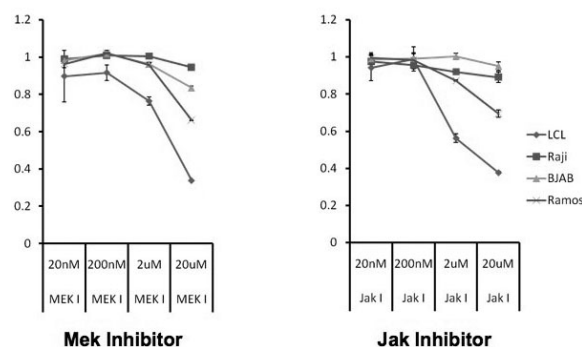 1.2
1
0.8
0.6
0.4
0.2
0
20nM 200nM 2uM 20uM
MEK I MEK I MEK I MEK I
Mek Inhibitor
1.2
1
0.8
0.6
0.4
0.2
0
20nM 200nM 2uM 20uM
Jak I Jak I Jak I Jak I
Jak Inhibitor
LCL
Raji
BJAB
Ramos